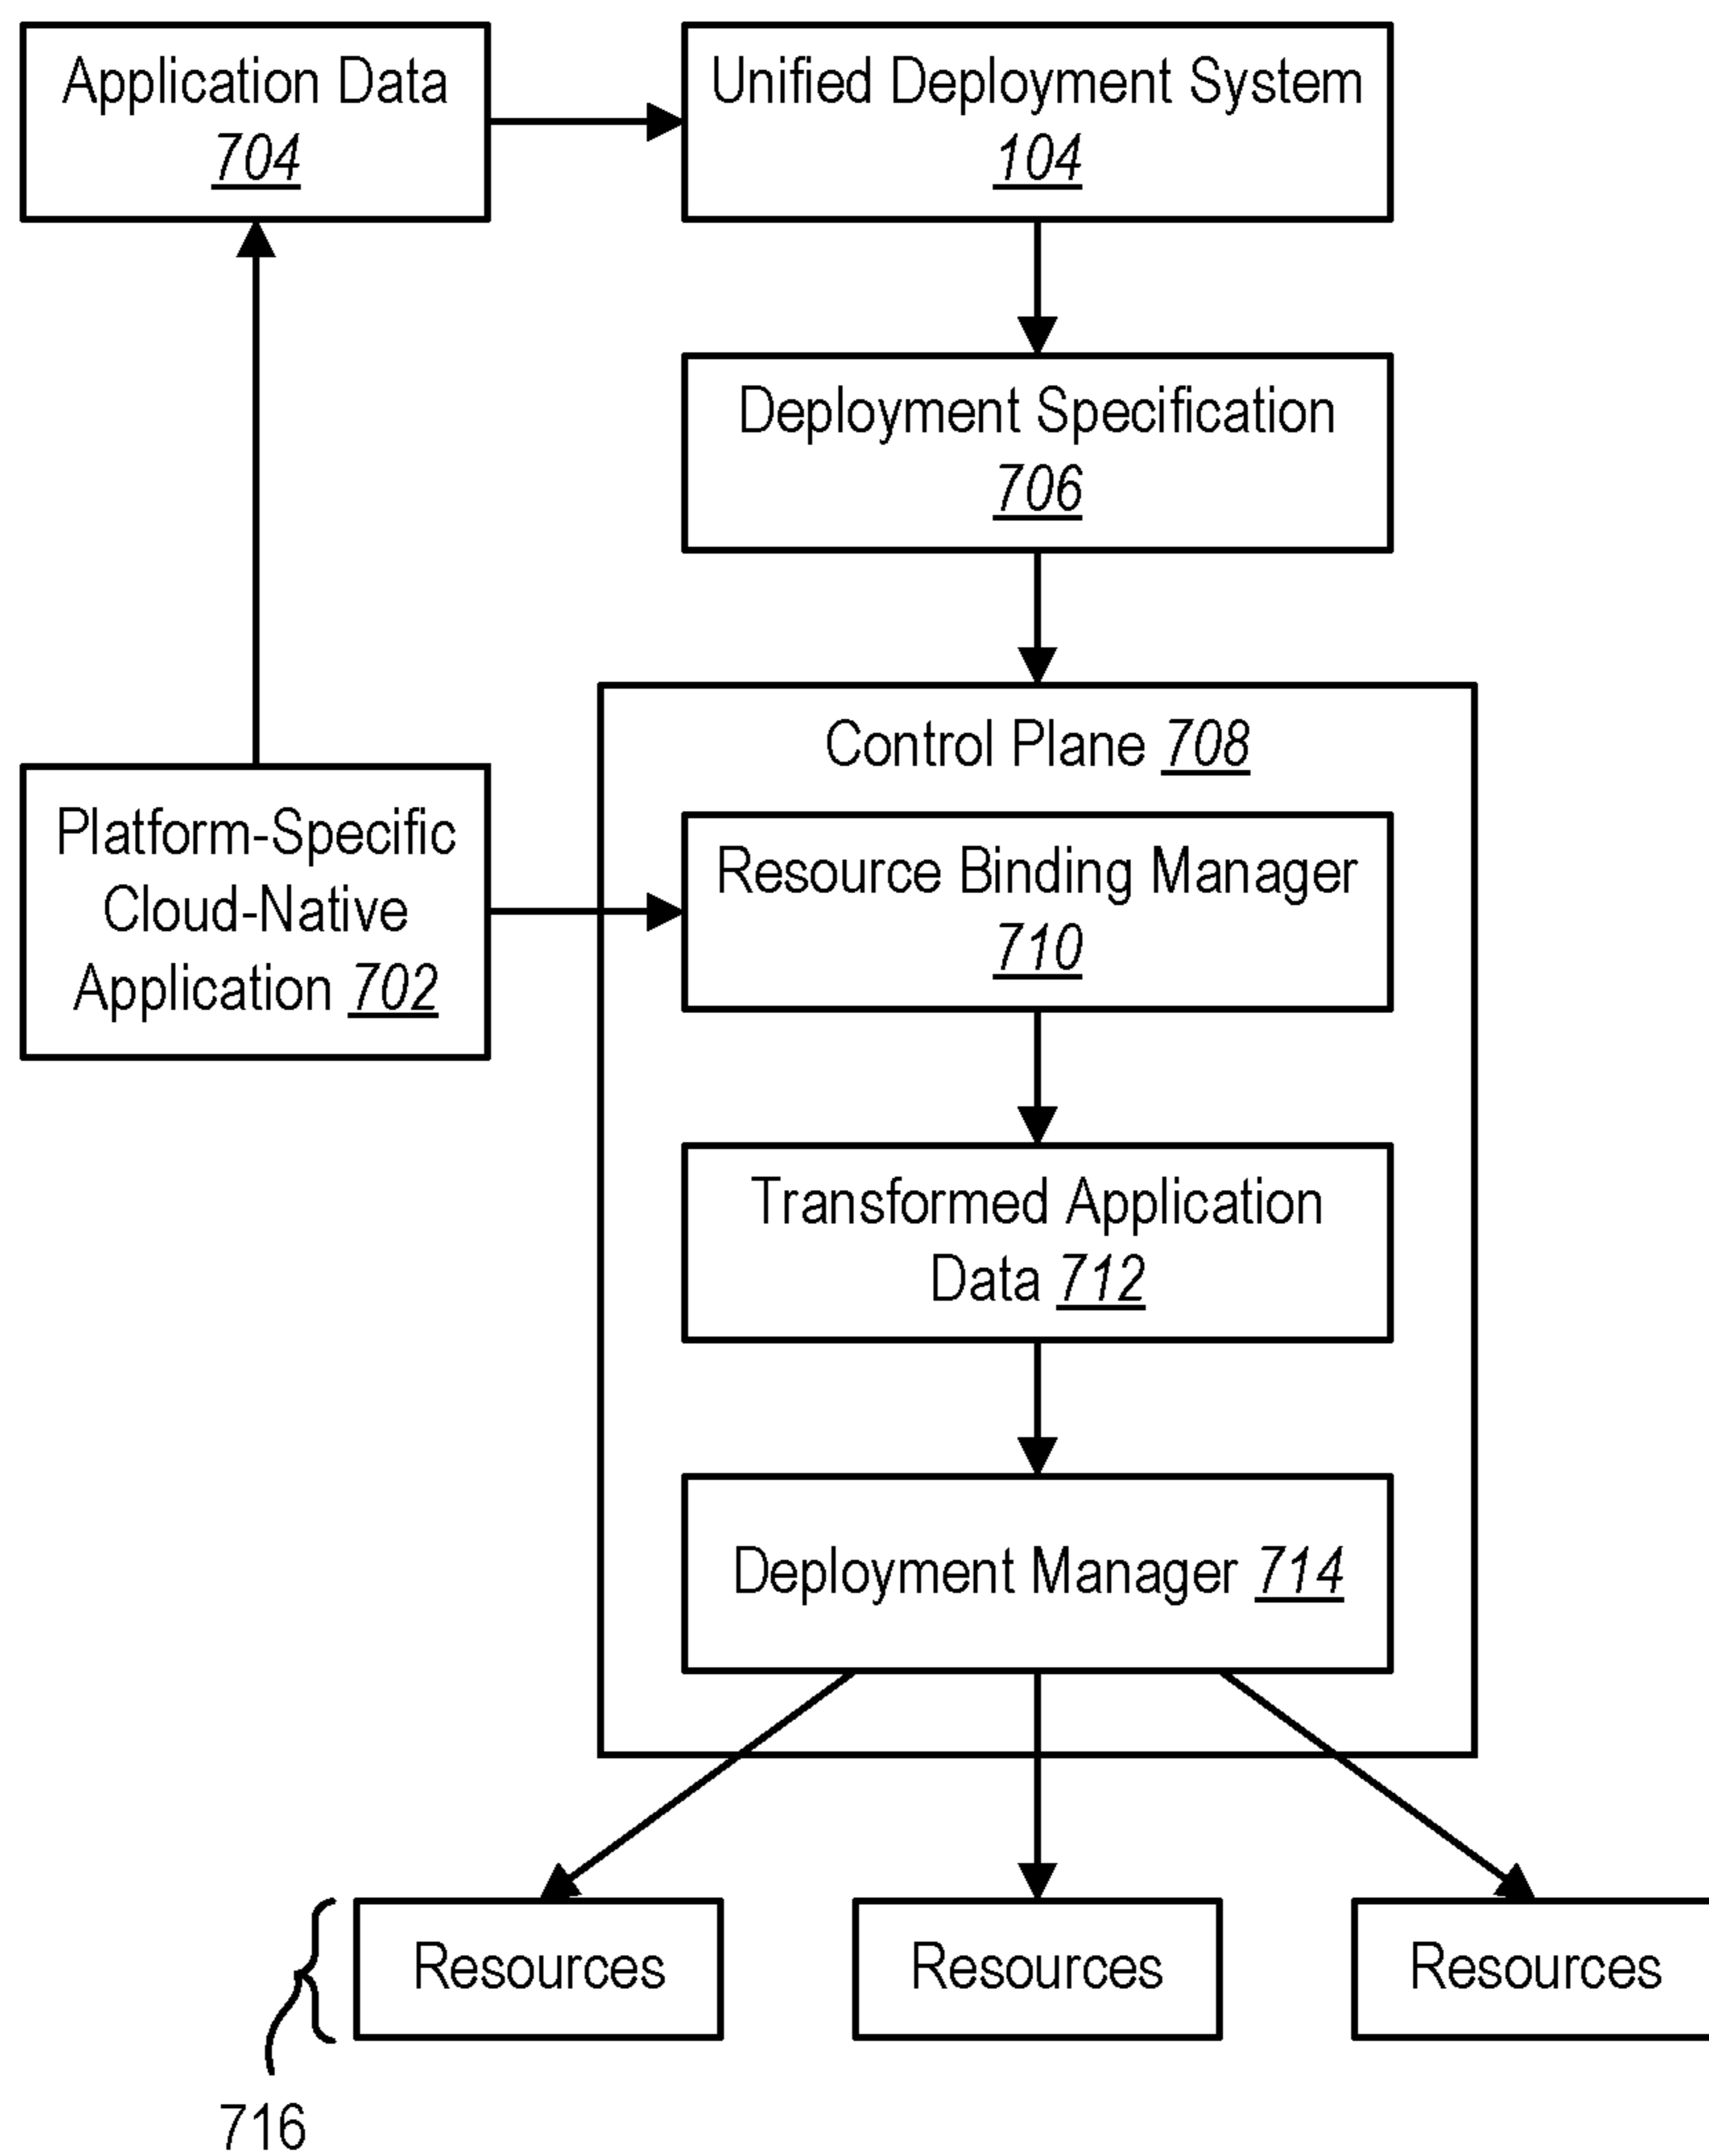 Application Data
704
Unified Deployment System
104
Deployment Specification
706
Control Plane 708
Platform-Specific
Cloud-Native
Application 702
Resource Binding Manager
710
Transformed Application
Data 712
Deployment Manager 714
Resources
Resources
Resources
716